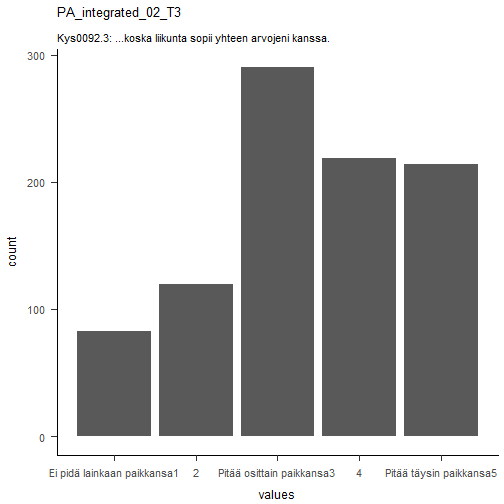 PA_integrated_02_T3
Kys0092.3: ...koska liikunta sopii yhteen arvojeni kanssa.
300
200
100
0
count
Ei pidä lainkaan paikkansa1
2
Pitää osittain paikkansa3
4
Pitää täysin paikkansa5
values